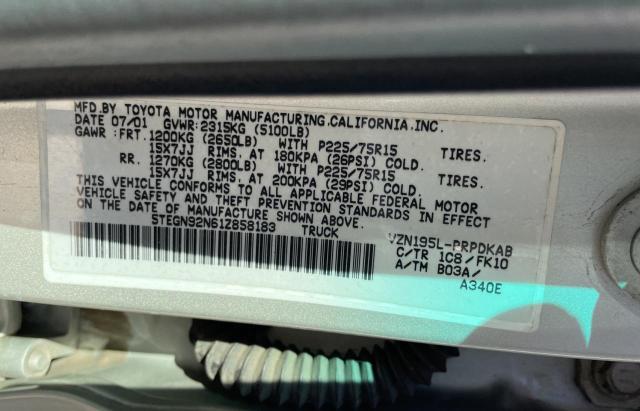 MFD.BY TOYOTA MOTOR MANUFACTURING,CALIFORNIA,INC.
DATE 07/01 GVWR:2315KG (5100LB)
GAWR : FRT. 1200KG (2650LB) WITH P225/75R15 TIRES.
15X7JJ RIMS, AT 180KPA (26PSI) COLD.
RR. 1270KG (2800LB) WITH P225/75R15 TIRES.
15X7JJ RIMS, AT 200KPA (29PSI) COLD.
THIS VEHICLE CONFORMS TO ALL APPLICABLE FEDERAL MOTOR
VEHICLE SAFETY AND THEFT PREVENTION STANDARDS IN EFFECT
ON THE DATE OF MANUFACTURE SHOWN ABOVE.
5TEGN92N61Z858183 TRUCK
VZN195L-PRPDKAB
C/TR 1C8/FK10
A/TM B03A/
A340E